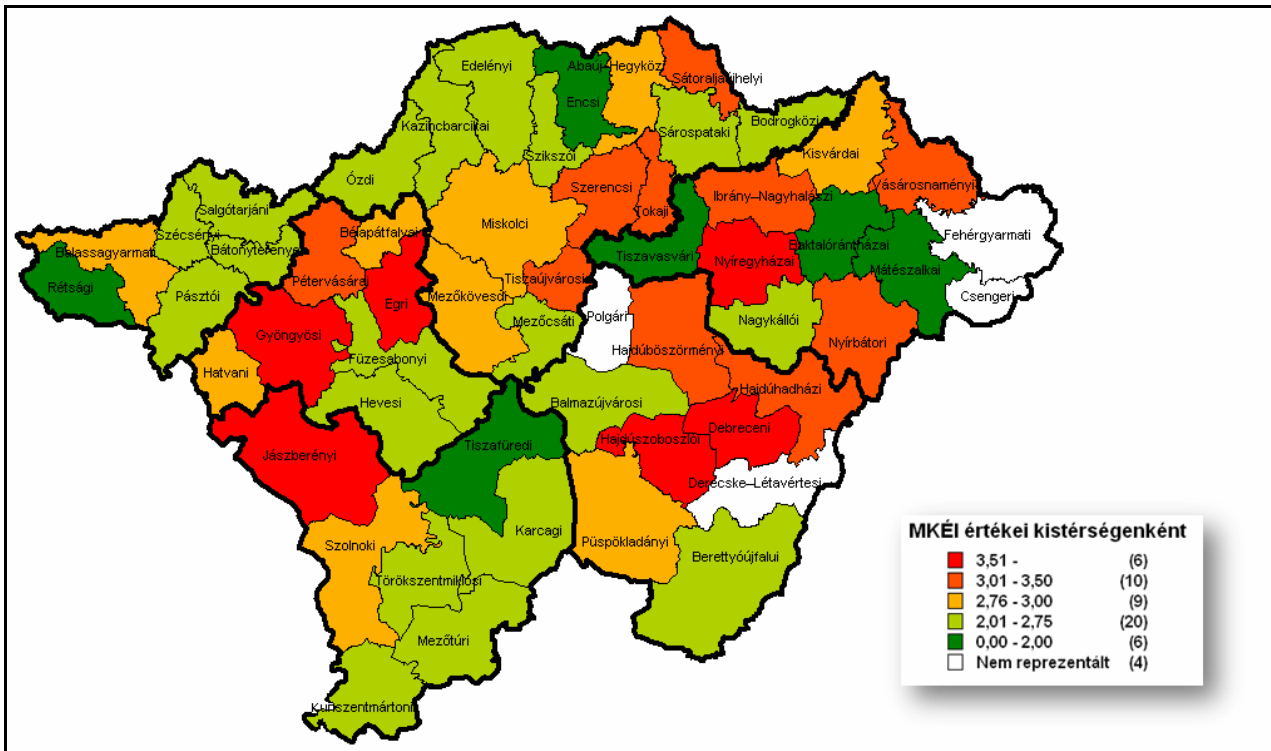 Edelényi
Abaúj–Hegyközi
Sátoraljaújhelyi
Encsi
Kazincbarcikai
Sárospataki
Bodrogközi
Szikszói
Kisvárdai
Ózdi
Szerencsi
Vásárosnaményi
Ibrány–Nagyhalászi
Salgótarjáni
Tokaji
Szécsényi
Bélapátfalvai
Miskolci
Fehérgyarmati
Balassagyarmati
Bátonyterenyei
Tiszavasvári
Nyíregyházai
Baktalórántházai
Rétsági
Pásztói
Pétervásárai
Tiszaújvárosi
Mátészalkai
Egri
Mezőkövesdi
Csengeri
Gyöngyösi
Mezőcsáti
Polgári
Nagykállói
Nyírbátori
Füzesabonyi
Hajdúböszörményi
Hatvani
Hajdúhadházi
Hevesi
Balmazújvárosi
Debreceni
Tiszafüredi
Hajdúszoboszlói
Jászberényi
Derecske–Létavértesi
Karcagi
Szolnoki
Püspökladányi
Berettyóújfalui
Törökszentmiklósi
Mezőtúri
Kunszentmártoni
MKÉI értékei kistérségenként
3,51 - (6)
3,01 - 3,50 (10)
2,76 - 3,00 (9)
2,01 - 2,75 (20)
0,00 - 2,00 (6)
Nem reprezentált (4)